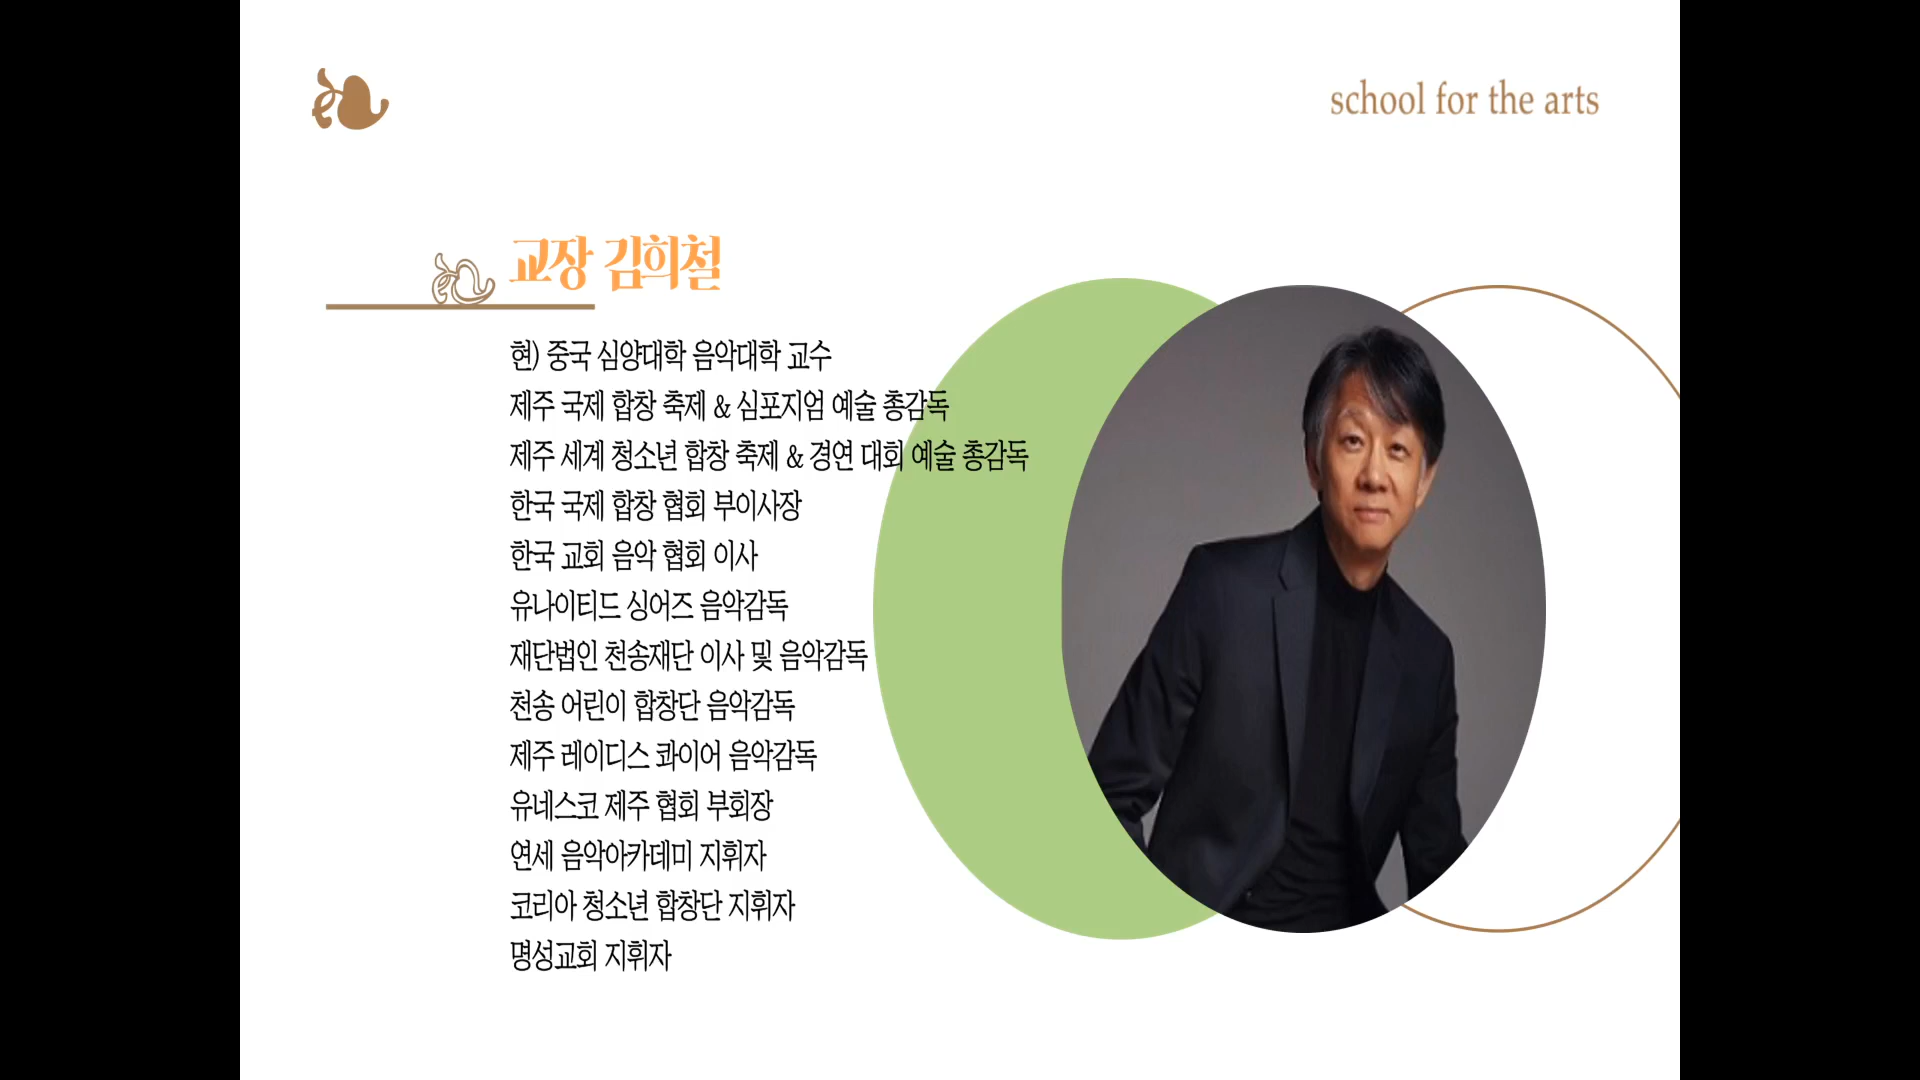 school for the arts
교장 김희철
현) 중국 심양대학 음악대학 교수
제주 국제 합창 축제 & 심포지엄 예술 총감독
제주 세계 청소년 합창 축제 & 경연 대회 예술 총감독
한국 국제 합창 협회 부이사장
한국 교회 음악 협회 이사
유나이티드 싱어즈 음악감독
재단법인 천송재단 이사 및 음악감독
천송 어린이 합창단 음악감독
제주 레이디스 콰이어 음악감독
유네스코 제주 협회 부회장
연세 음악아카데미 지휘자
코리아 청소년 합창단 지휘자
명성교회 지휘자